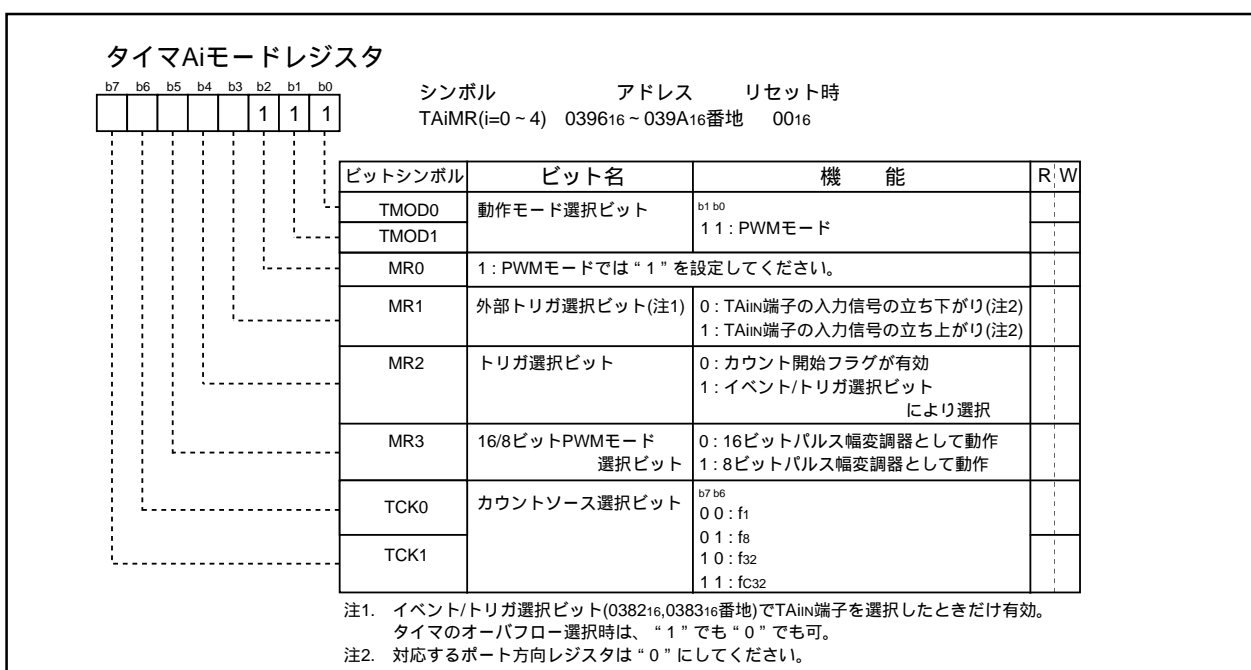 タイマAiモードレジスタ
b7 b6 b5 b4 b3 b2 b1 b0
1 1 1
シンボル アドレス リセット時
TAiMR(i=0 ~ 4) 039616 ~ 039A16番地 0016
ビットシンボル ビット名 機 能 R W
TMOD0 動作モード選択ビット b1 b0
TMOD1 1 1 : PWMモード
MR0 1 : PWMモードでは “ 1 ” を設定してください。
MR1 外部トリガ選択ビット(注1) 0 : TAiIN端子の入力信号の立ち下がり(注2)
1 : TAiIN端子の入力信号の立ち上がり(注2)
MR2 トリガ選択ビット 0 : カウント開始フラグが有効
1 : イベント/トリガ選択ビット
により選択
MR3 16/8ビットPWMモード 0 : 16ビットパルス幅変調器として動作
選択ビット 1 : 8ビットパルス幅変調器として動作
TCK0 カウントソース選択ビット b7 b6
0 0 : f1
0 1 : f8
TCK1 1 0 : f32
1 1 : fC32
注1. イベント/トリガ選択ビット(038216,038316番地)でTAiIN端子を選択したときだけ有効。
タイマのオーバフロー選択時は、 “ 1 ” でも “ 0 ” でも可。
注2. 対応するポート方向レジスタは “ 0 ” にしてください。